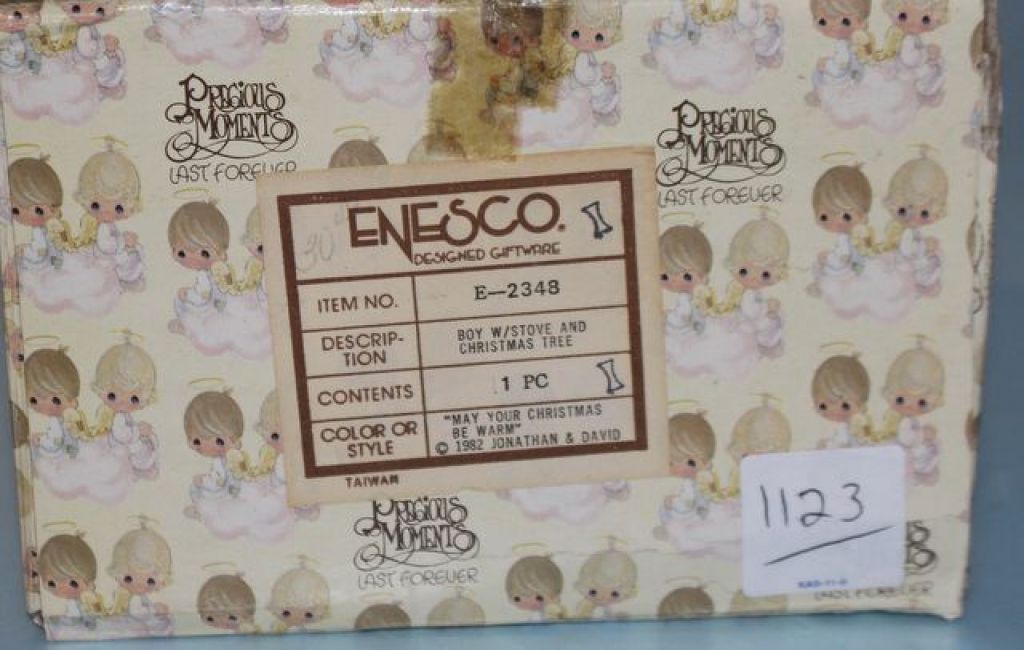 PRECIOUS
MOMENTS
LAST FOREVER
PRECIOUS
MOMENTS
LAST FOREVER
30
ENESCO.
DESIGNED GIFTWARE
ITEM NO. E—2348
DESCRIP-
TION
BOY W/STOVE AND
CHRISTMAS TREE
CONTENTS 1 PC
COLOR OR
STYLE
"MAY YOUR CHRISTMAS
BE WARM"
© 1982 JONATHAN & DAVID
TAIWAN
PRECIOUS
MOMENTS
LAST FOREVER
1123
LAST FOREVER